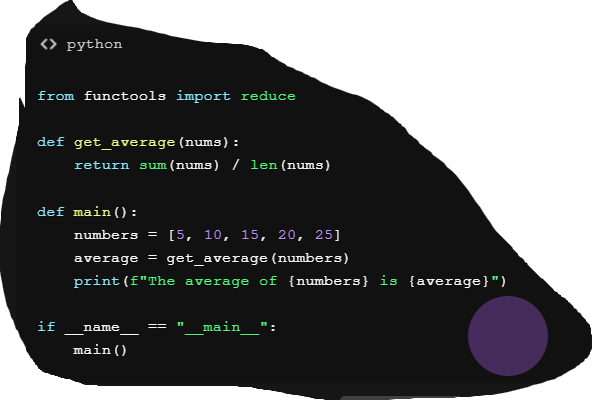 <> python
from functools import reduce
def get_average(nums):
    return sum(nums) / len(nums)
def main():
    numbers = [5, 10, 15, 20, 25]
    average = get_average(numbers)
    print(f"The average of {numbers} is {average}")
if __name__ == "__main__":
    main()